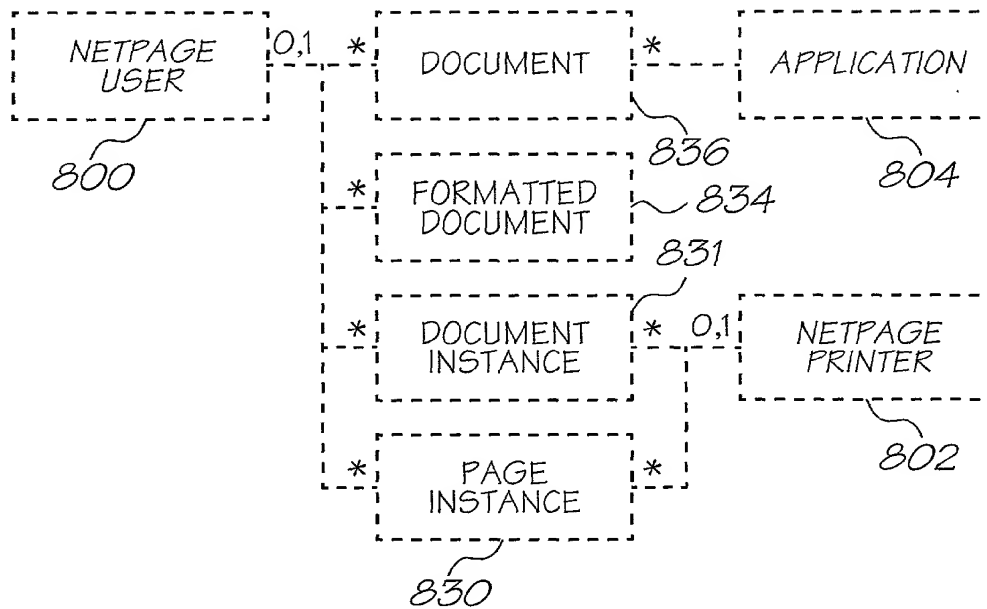 NETPAGE
USER
0,1
*
DOCUMENT
*
APPLICATION
800
836
804
*
FORMATTED
DOCUMENT
834
831
*
DOCUMENT
INSTANCE
*
0,1
NETPAGE
PRINTER
802
*
PAGE
INSTANCE
*
830